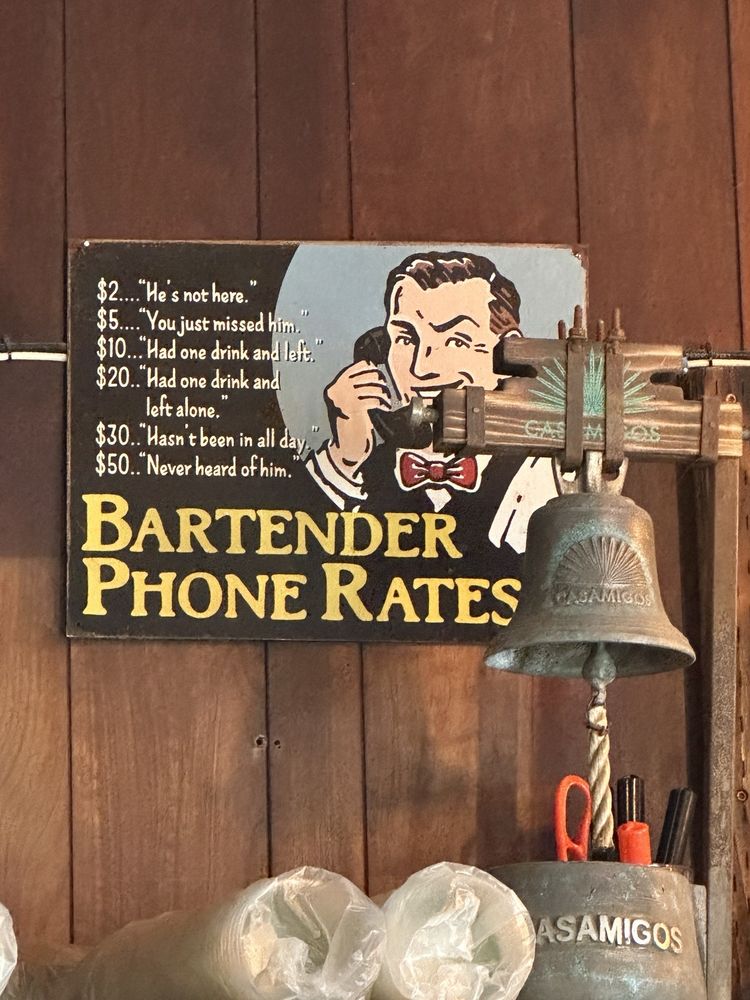 $2...."He's not here."
$5...."You just missed him."
$10..."Had one drink and left."
$20.."Had one drink and
left alone."
$30.."Hasn't been in all day."
$50.."Never heard of him."
BARTENDER
PHONE RATES
CASAMIGOS
CASAMIGOS
ASAMIGOS